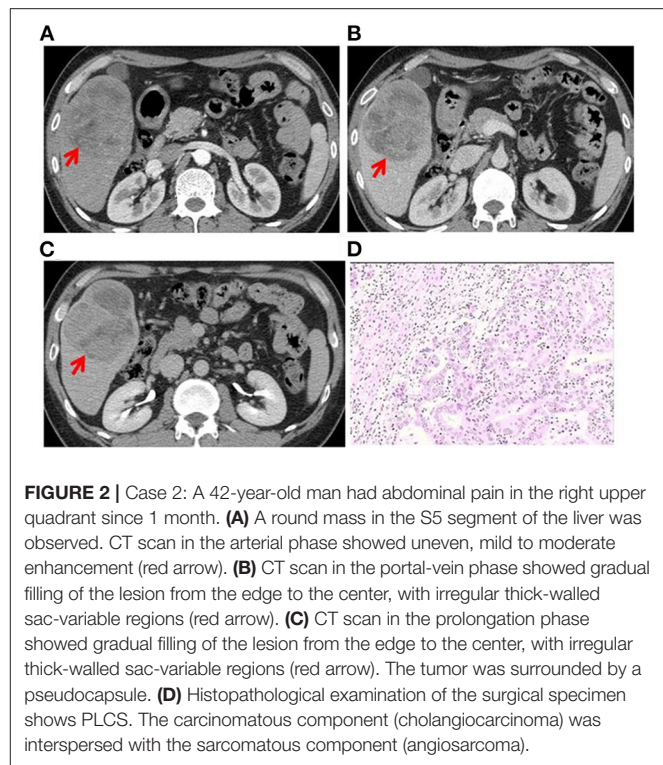 A
B
C
D
FIGURE 2 | Case 2: A 42-year-old man had abdominal pain in the right upper
quadrant since 1 month. (A) A round mass in the S5 segment of the liver was
observed. CT scan in the arterial phase showed uneven, mild to moderate
enhancement (red arrow). (B) CT scan in the portal-vein phase showed gradual
filling of the lesion from the edge to the center, with irregular thick-walled
sac-variable regions (red arrow). (C) CT scan in the prolongation phase
showed gradual filling of the lesion from the edge to the center, with irregular
thick-walled sac-variable regions (red arrow). The tumor was surrounded by a
pseudocapsule. (D) Histopathological examination of the surgical specimen
shows PLCS. The carcinomatous component (cholangiocarcinoma) was
interspersed with the sarcomatous component (angiosarcoma).